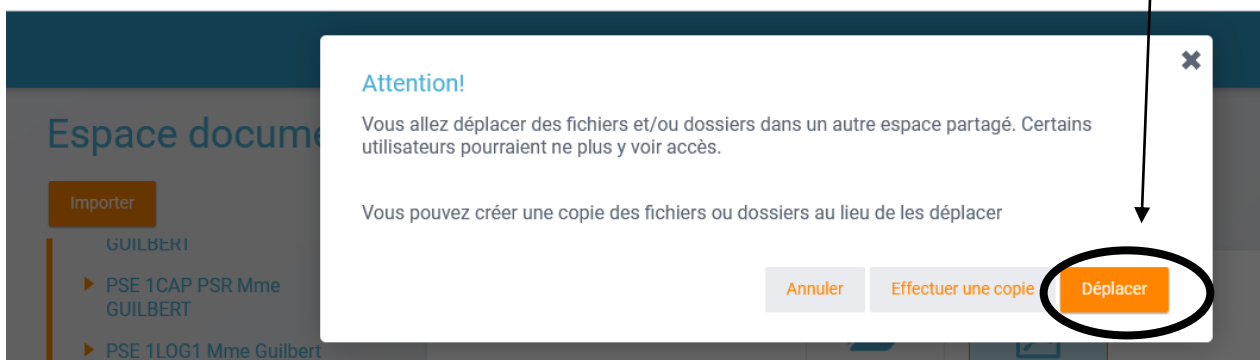 Attention!
Vous allez déplacer des fichiers et/ou dossiers dans un autre espace partagé. Certains
utilisateurs pourraient ne plus y voir accès.
Vous pouvez créer une copie des fichiers ou dossiers au lieu de les déplacer
Annuler
Effectuer une copie
Déplacer
Espace docume
Importer
GUILBERT
PSE 1CAP PSR Mme
GUILBERT
PSE 1LOG1 Mme Guilbert